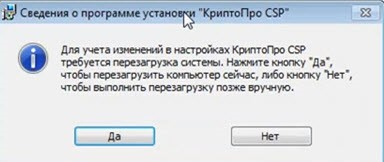 Сведения о программе установки "КриптоПро CSP"
Для учета изменений в настройках КриптоПро CSP
требуется перезагрузка системы. Нажмите кнопку "Да",
чтобы перезагрузить компьютер сейчас, либо кнопку "Нет",
чтобы выполнить перезагрузку позже вручную.
Да
Нет